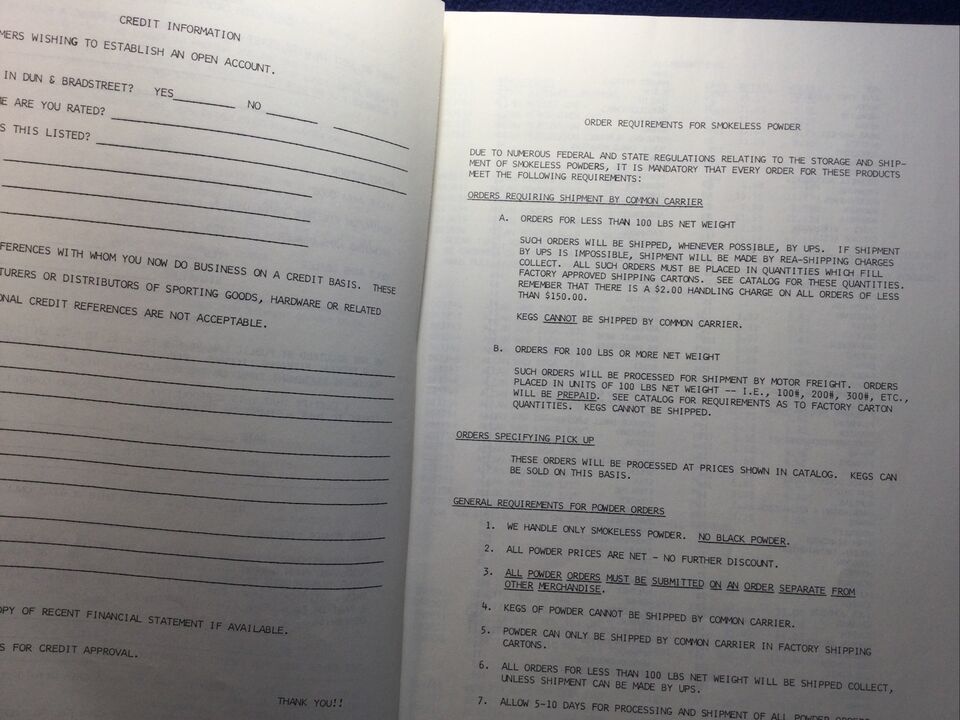 CREDIT INFORMATION
MERS WISHING TO ESTABLISH AN OPEN ACCOUNT.
IN DUN & BRADSTREET? YES NO
ME ARE YOU RATED?
S THIS LISTED?
FERENCES WITH WHOM YOU NOW DO BUSINESS ON A CREDIT BASIS. THESE
TURERS OR DISTRIBUTORS OF SPORTING GOODS, HARDWARE OR RELATED
ONAL CREDIT REFERENCES ARE NOT ACCEPTABLE.
OPY OF RECENT FINANCIAL STATEMENT IF AVAILABLE.
S FOR CREDIT APPROVAL.
THANK YOU!!
ORDER REQUIREMENTS FOR SMOKELESS POWDER
DUE TO NUMEROUS FEDERAL AND STATE REGULATIONS RELATING TO THE STORAGE AND SHIP-
MENT OF SMOKELESS POWDERS, IT IS MANDATORY THAT EVERY ORDER FOR THESE PRODUCTS
MEET THE FOLLOWING REQUIREMENTS:
ORDERS REQUIRING SHIPMENT BY COMMON CARRIER
A. ORDERS FOR LESS THAN 100 LBS NET WEIGHT
SUCH ORDERS WILL BE SHIPPED, WHENEVER POSSIBLE, BY UPS. IF SHIPMENT
BY UPS IS IMPOSSIBLE, SHIPMENT WILL BE MADE BY REA-SHIPPING CHARGES
COLLECT. ALL SUCH ORDERS MUST BE PLACED IN QUANTITIES WHICH FILL
FACTORY APPROVED SHIPPING CARTONS. SEE CATALOG FOR THESE QUANTITIES.
REMEMBER THAT THERE IS A $2.00 HANDLING CHARGE ON ALL ORDERS OF LESS
THAN $150.00.
KEGS CANNOT BE SHIPPED BY COMMON CARRIER.
B. ORDERS FOR 100 LBS OR MORE NET WEIGHT
SUCH ORDERS WILL BE PROCESSED FOR SHIPMENT BY MOTOR FREIGHT. ORDERS
PLACED IN UNITS OF 100 LBS NET WEIGHT -- I.E., 100#, 200#, 300#, ETC.,
WILL BE PREPAID. SEE CATALOG FOR REQUIREMENTS AS TO FACTORY CARTON
QUANTITIES. KEGS CANNOT BE SHIPPED.
ORDERS SPECIFYING PICK UP
THESE ORDERS WILL BE PROCESSED AT PRICES SHOWN IN CATALOG. KEGS CAN
BE SOLD ON THIS BASIS.
GENERAL REQUIREMENTS FOR POWDER ORDERS
1. WE HANDLE ONLY SMOKELESS POWDER. NO BLACK POWDER.
2. ALL POWDER PRICES ARE NET - NO FURTHER DISCOUNT.
3. ALL POWDER ORDERS MUST BE SUBMITTED ON AN ORDER SEPARATE FROM
OTHER MERCHANDISE.
4. KEGS OF POWDER CANNOT BE SHIPPED BY COMMON CARRIER.
5. POWDER CAN ONLY BE SHIPPED BY COMMON CARRIER IN FACTORY SHIPPING
CARTONS.
6. ALL ORDERS FOR LESS THAN 100 LBS NET WEIGHT WILL BE SHIPPED COLLECT,
UNLESS SHIPMENT CAN BE MADE BY UPS.
7. ALLOW 5-10 DAYS FOR PROCESSING AND SHIPMENT OF ALL POWDER ORDERS